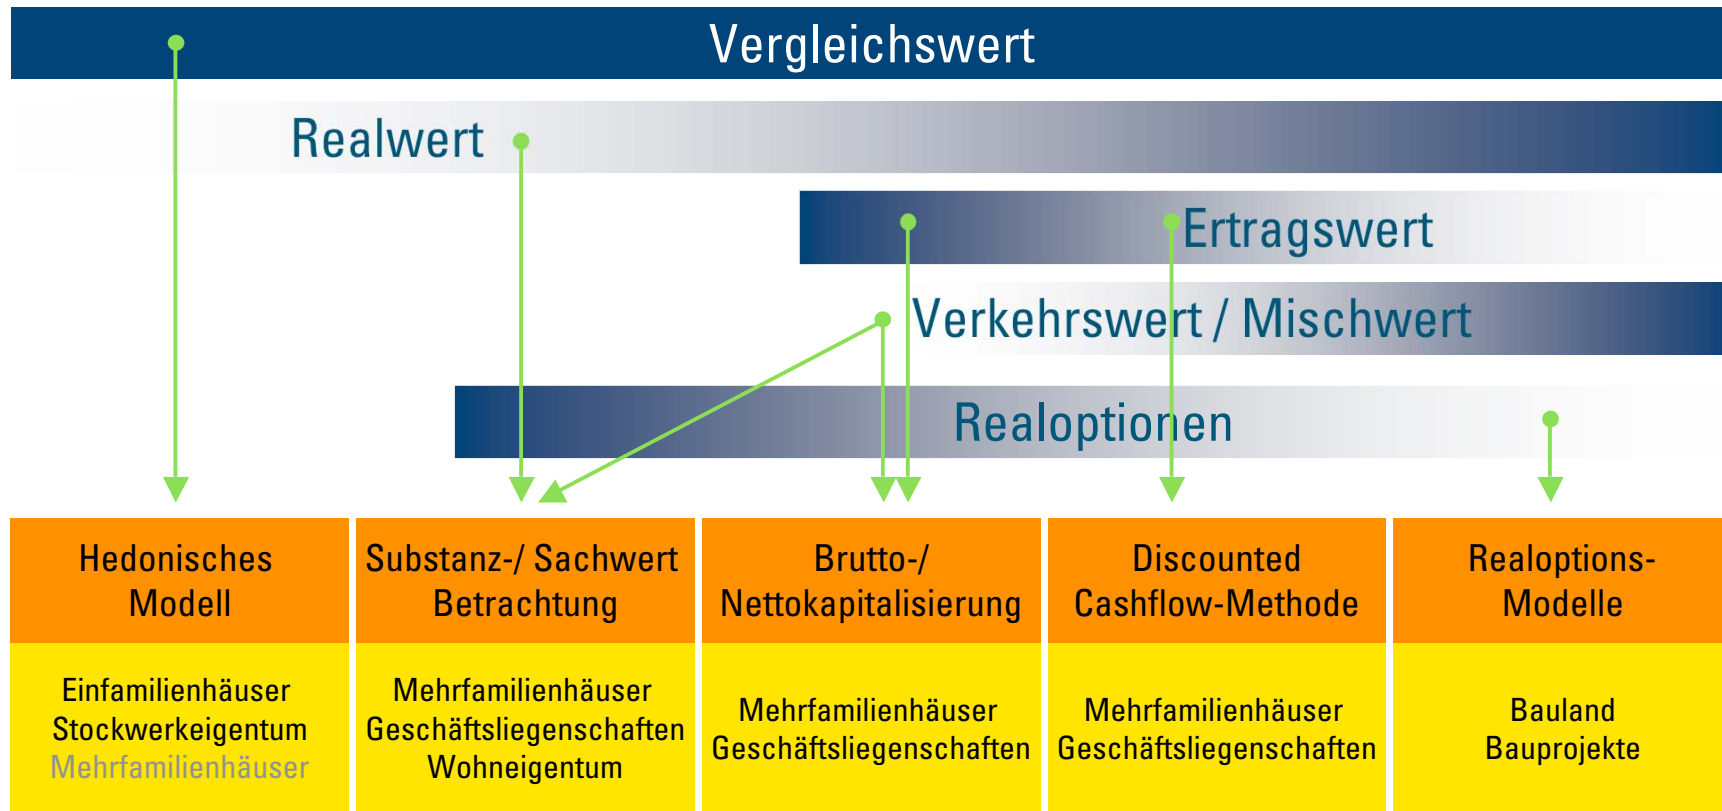 Vergleichswert
Realwert
Ertragswert
Verkehrswert / Mischwert
Realoptionen
Hedonisches
Modell
Substanz-/ Sachwert
Betrachtung
Brutto-/
Nettokapitalisierung
Discounted
Cashflow-Methode
Realoptions-
Modelle
Einfamilienhäuser
Stockwerkeigentum
Mehrfamilienhäuser
Mehrfamilienhäuser
Geschäftsliegenschaften
Wohneigentum
Mehrfamilienhäuser
Geschäftsliegenschaften
Mehrfamilienhäuser
Geschäftsliegenschaften
Bauland
Bauprojekte